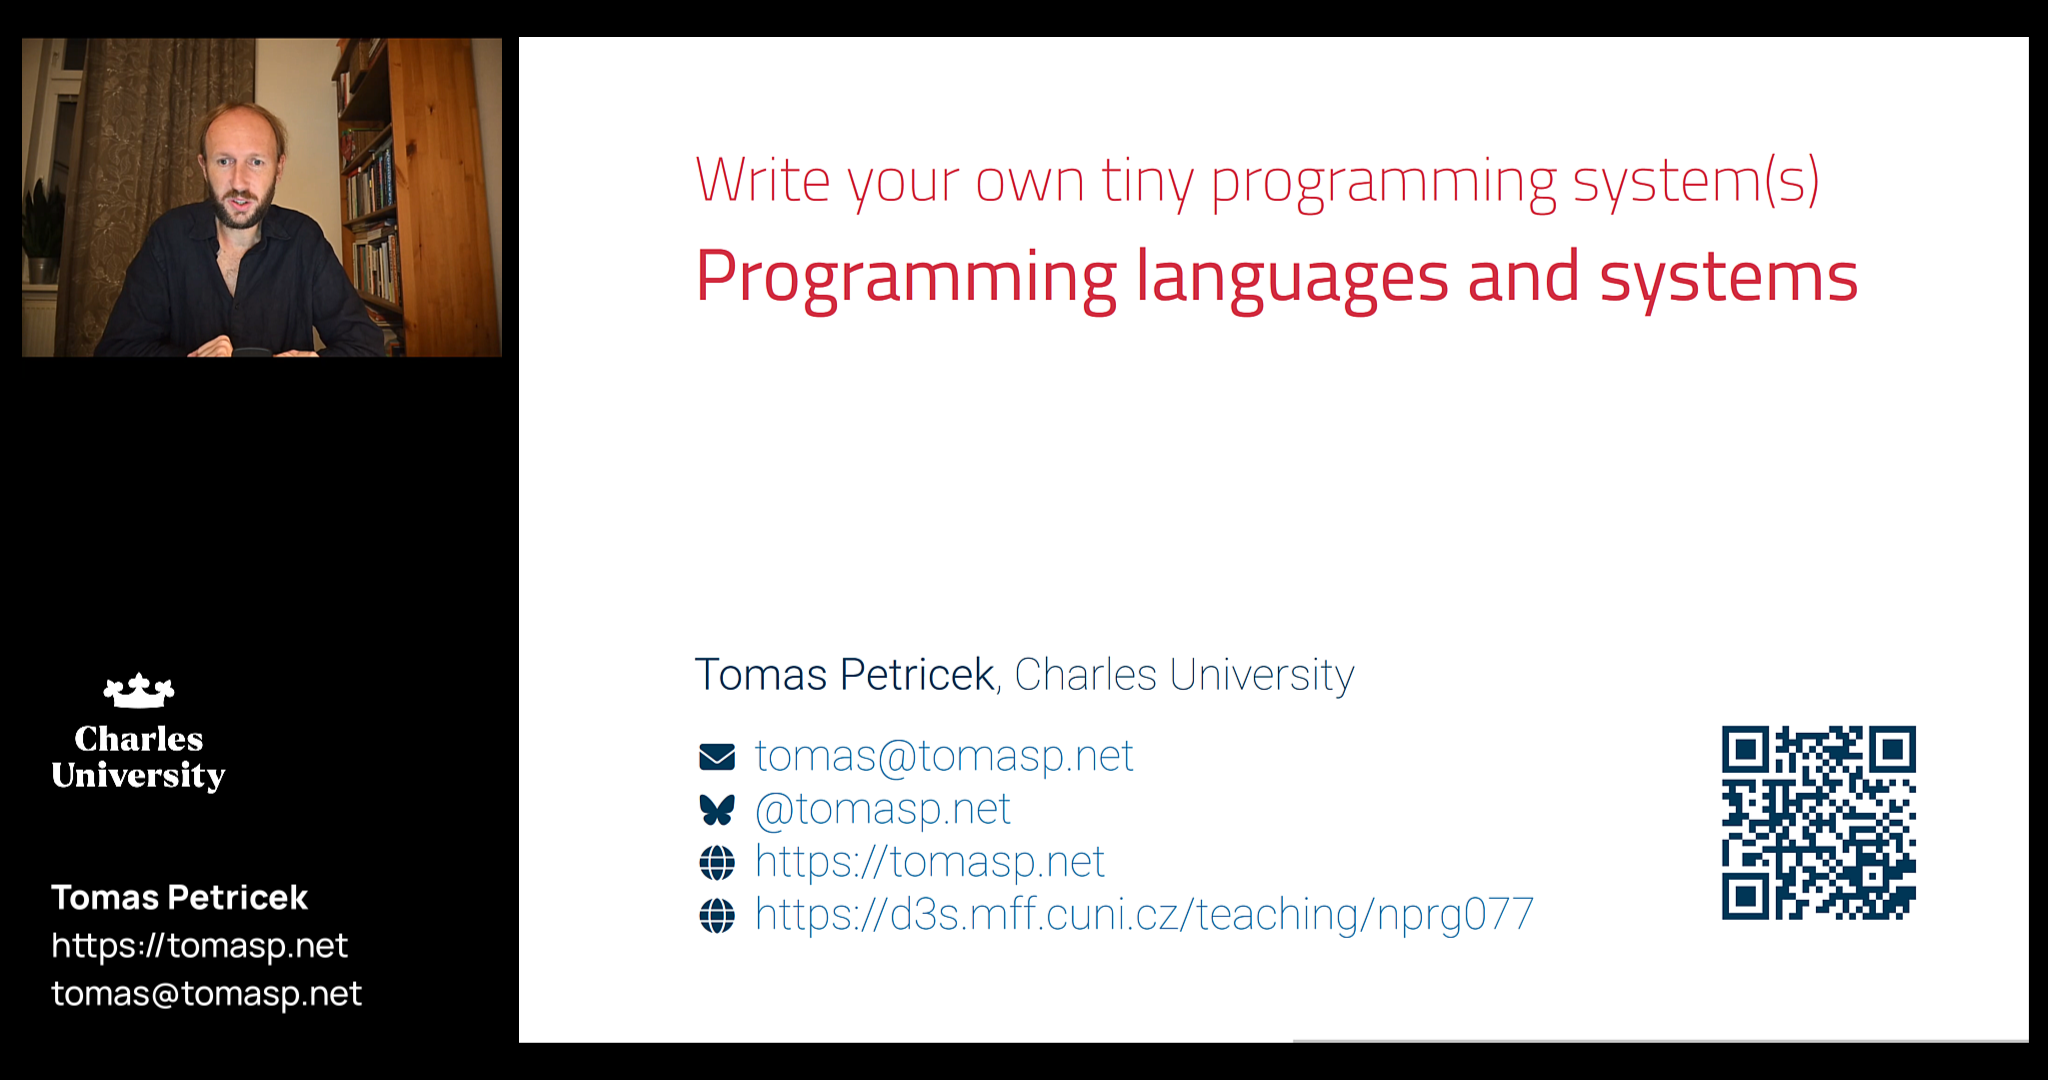 Write your own tiny programming system(s)
Programming languages and systems
Tomas Petricek, Charles University
tomas@tomasp.net
@tomasp.net
https://tomasp.net
https://d3s.mff.cuni.cz/teaching/nprg077
Charles
University
Tomas Petricek
https://tomasp.net
tomas@tomasp.net